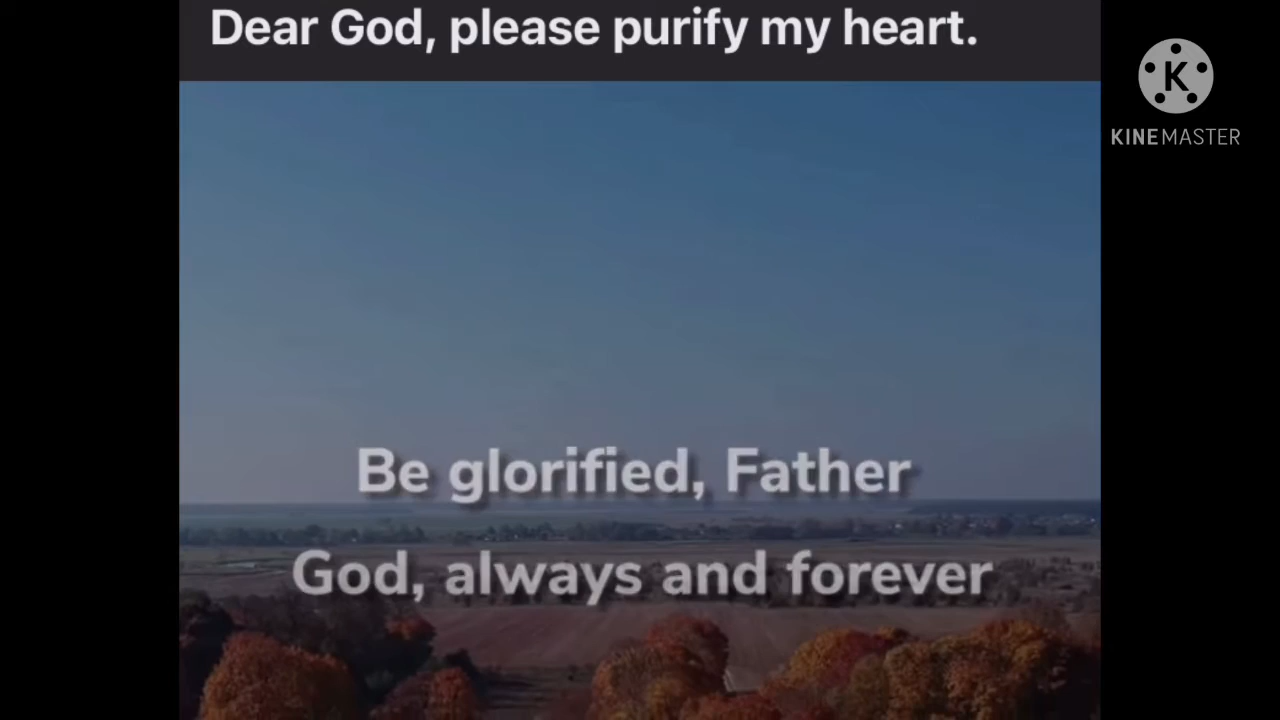 Dear God, please purify my heart.
K
KINEMASTER
Be glorified, Father
God, always and forever